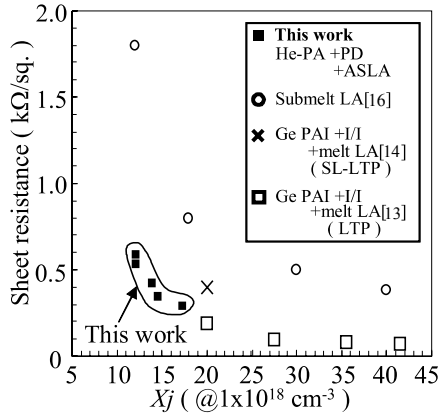 2.0
1.5
1.0
0.5
0
Sheet resistance ( kΩ/sq. )
This work
He-PA +PD
+ASLA
Submelt LA[16]
Ge PAI +I/I
+melt LA[14]
( SL-LTP )
Ge PAI +I/I
+melt LA[13]
( LTP )
This work
5 10 15 20 25 30 35 40 45
Xj ( @1x10¹⁸ cm⁻³ )